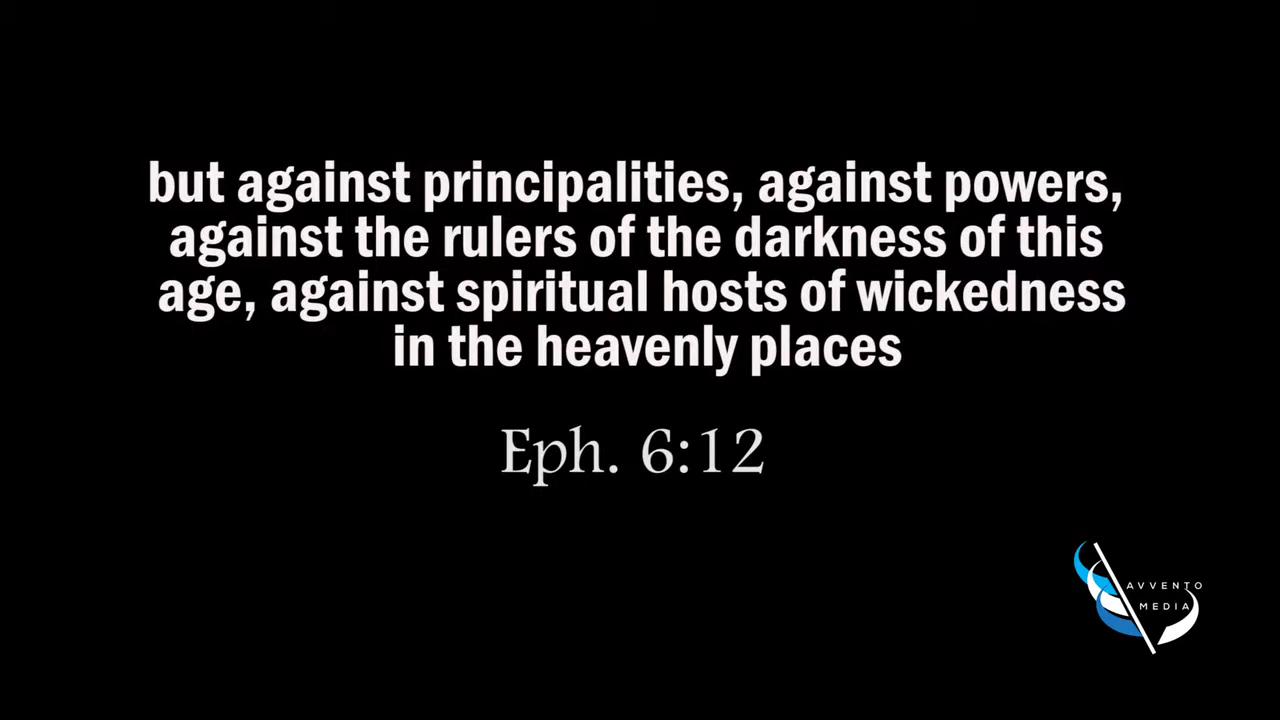 but against principalities, against powers,
against the rulers of the darkness of this
age, against spiritual hosts of wickedness
in the heavenly places
Eph. 6:12
AVVENTO
MEDIA